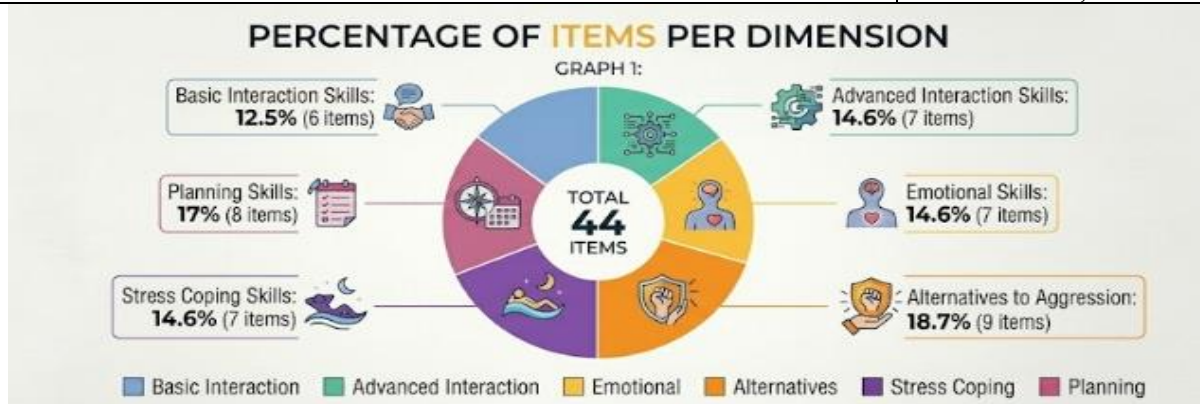 PERCENTAGE OF ITEMS PER DIMENSION
GRAPH 1:
Basic Interaction Skills:
12.5% (6 items)
Advanced Interaction Skills:
14.6% (7 items)
Planning Skills:
17% (8 items)
TOTAL
44
ITEMS
Emotional Skills:
14.6% (7 items)
Stress Coping Skills:
14.6% (7 items)
Alternatives to Aggression:
18.7% (9 items)
Basic Interaction
Advanced Interaction
Emotional
Alternatives
Stress Coping
Planning